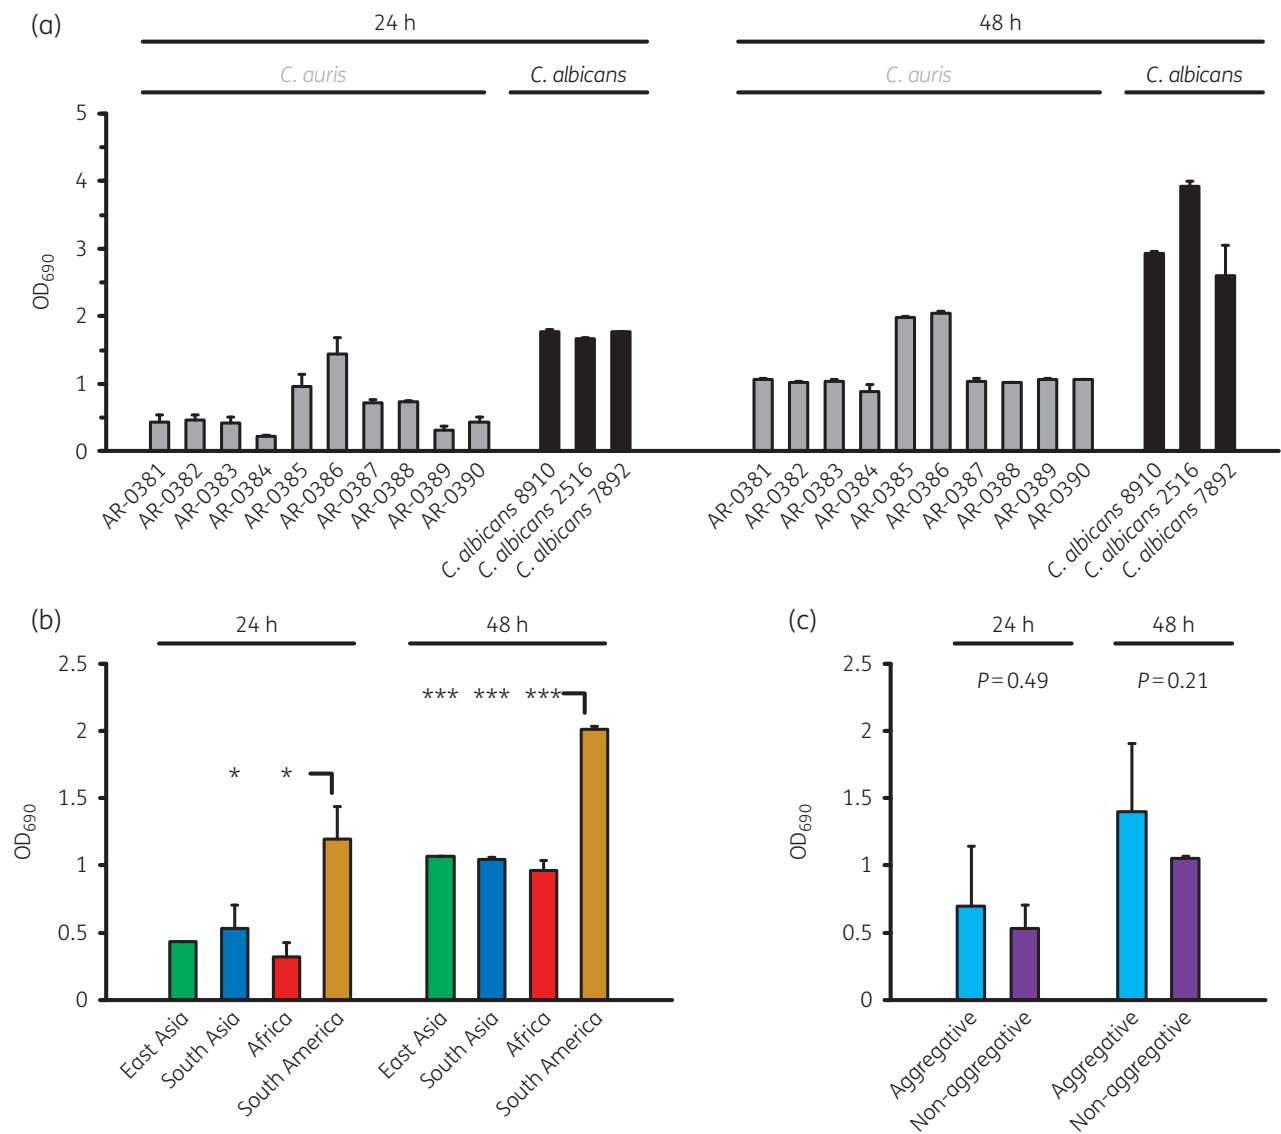 (a)
24 h
48 h
C. auris
C. albicans
C. auris
C. albicans
OD690
5
4
3
2
1
0
AR-0381
AR-0382
AR-0383
AR-0384
AR-0385
AR-0386
AR-0387
AR-0388
AR-0389
AR-0390
C. albicans 8910
C. albicans 2516
C. albicans 7892
AR-0381
AR-0382
AR-0383
AR-0384
AR-0385
AR-0386
AR-0387
AR-0388
AR-0389
AR-0390
C. albicans 8910
C. albicans 2516
C. albicans 7892
(b)
24 h
48 h
OD690
2.5
2
1.5
1
0.5
0
*
*
***
***
***
East Asia
South Asia
Africa
South America
East Asia
South Asia
Africa
South America
(c)
24 h
48 h
P=0.49
P=0.21
OD690
2.5
2
1.5
1
0.5
0
Aggregative
Non-aggregative
Aggregative
Non-aggregative